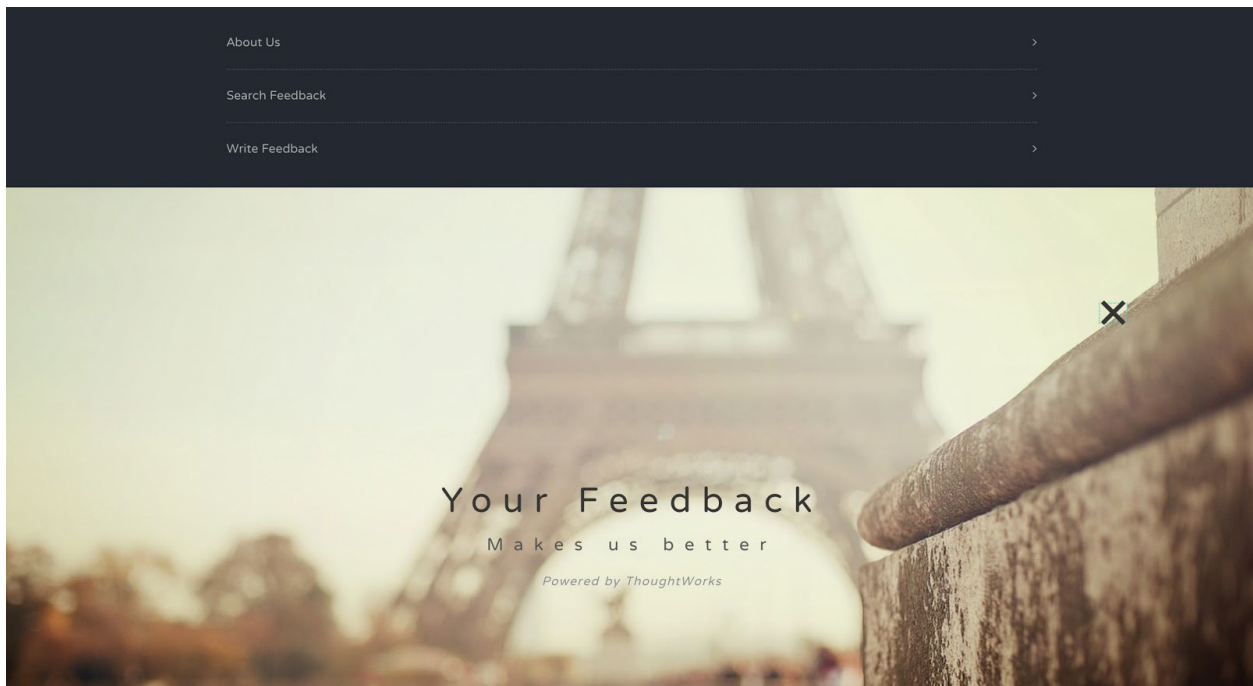 About Us
Search Feedback
Write Feedback
Your Feedback
Makes us better
Powered by ThoughtWorks